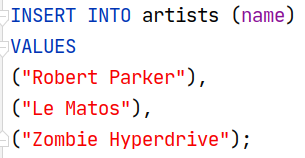 INSERT INTO artists (name)
VALUES
("Robert Parker"),
("Le Matos"),
("Zombie Hyperdrive");